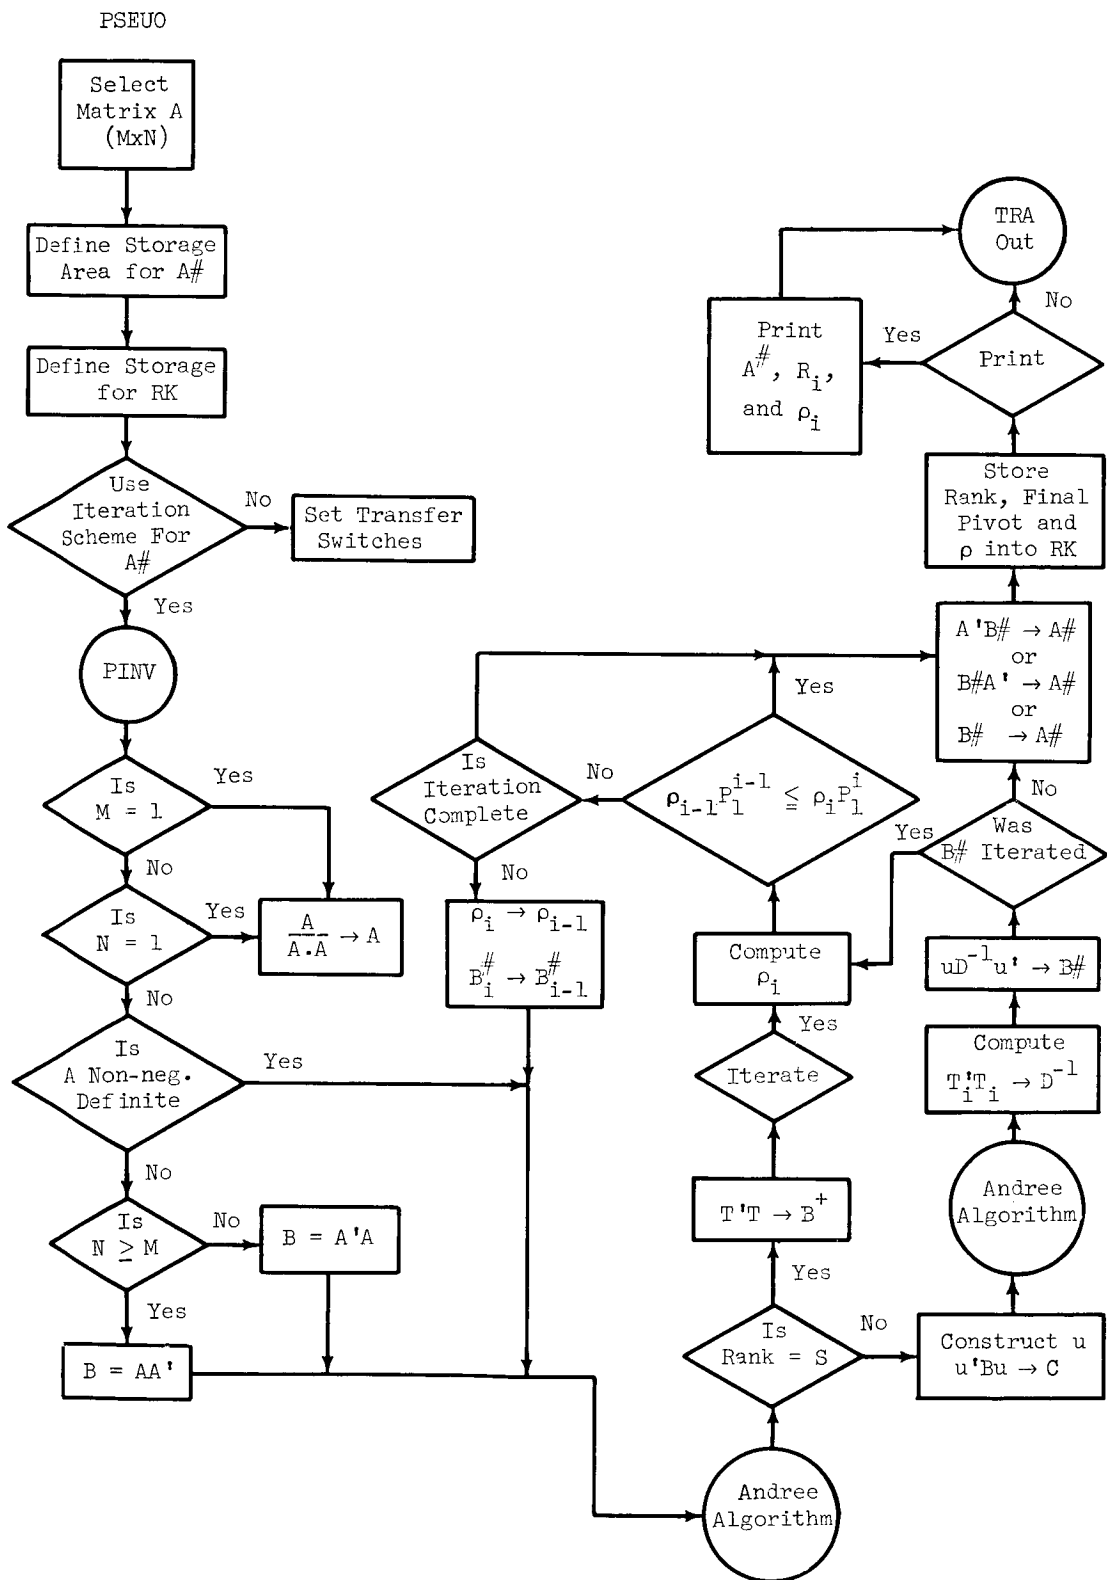 PSEUO
Select
Matrix A
(MxN)
Define Storage
Area for A#
Define Storage
for RK
Use
Iteration
Scheme For
A#
No
Set Transfer
Switches
Yes
PINV
Is
M = 1
Yes
No
Is
N = 1
Yes
A
A.A → A
No
Is
A Non-neg.
Definite
Yes
No
Is
N ≥ M
No
B = A'A
Yes
B = AA'
Andree
Algorithm
Is
Rank = S
No
Construct u
u'Bu → C
Yes
T'T → B⁺
Iterate
Yes
Compute
ρᵢ
ρᵢ₋₁P₁ⁱ⁻¹ ≦ ρᵢP₁ⁱ
Yes
No
Is
Iteration
Complete
No
ρᵢ → ρᵢ₋₁
Bᵢ# → Bᵢ₋₁#
Andree
Algorithm
Compute
Tᵢ'Tᵢ → D⁻¹
uD⁻¹u' → B#
Was
B# Iterated
Yes
No
A'B# → A#
or
B#A' → A#
or
B# → A#
Store
Rank, Final
Pivot and
ρ into RK
Print
Yes
No
Print
A#, Rᵢ,
and ρᵢ
TRA
Out